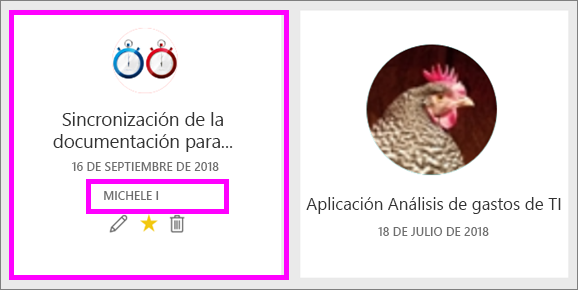 Sincronización de la
documentación para...
16 DE SEPTIEMBRE DE 2018
MICHELE I
Aplicación Análisis de gastos de TI
18 DE JULIO DE 2018